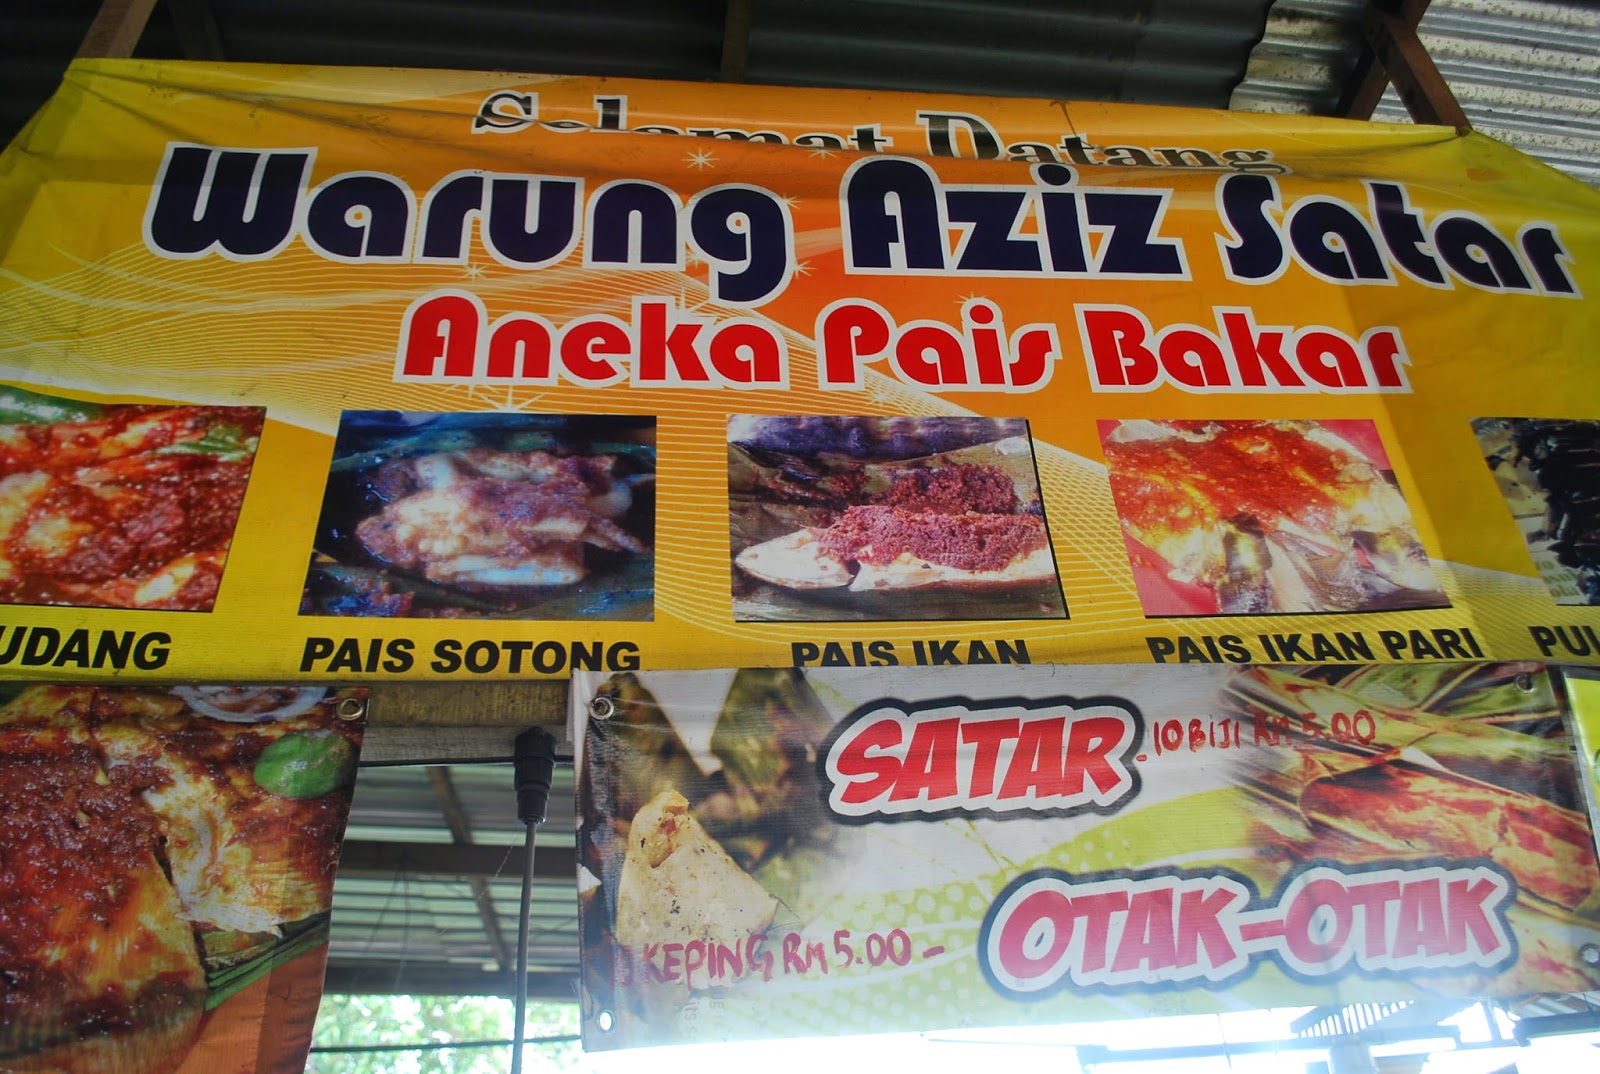 Selamat Datang
Warung Aziz Satar
Aneka Pais Bakar
UDANG
PAIS SOTONG
PAIS IKAN
PAIS IKAN PARI
PUL
SATAR
10 BIJI RM 5.00
KEPING RM 5.00 -
OTAK-OTAK